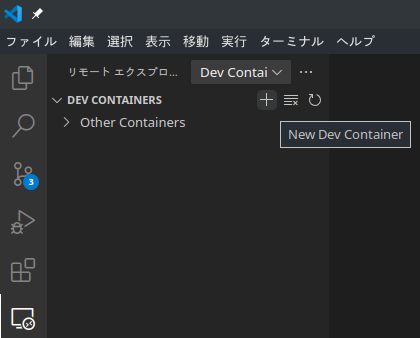 ファイル 編集 選択 表示 移動 実行 ターミナル ヘルプ
リモート エクスプロ... Dev Contai
DEV CONTAINERS
Other Containers
New Dev Container
3